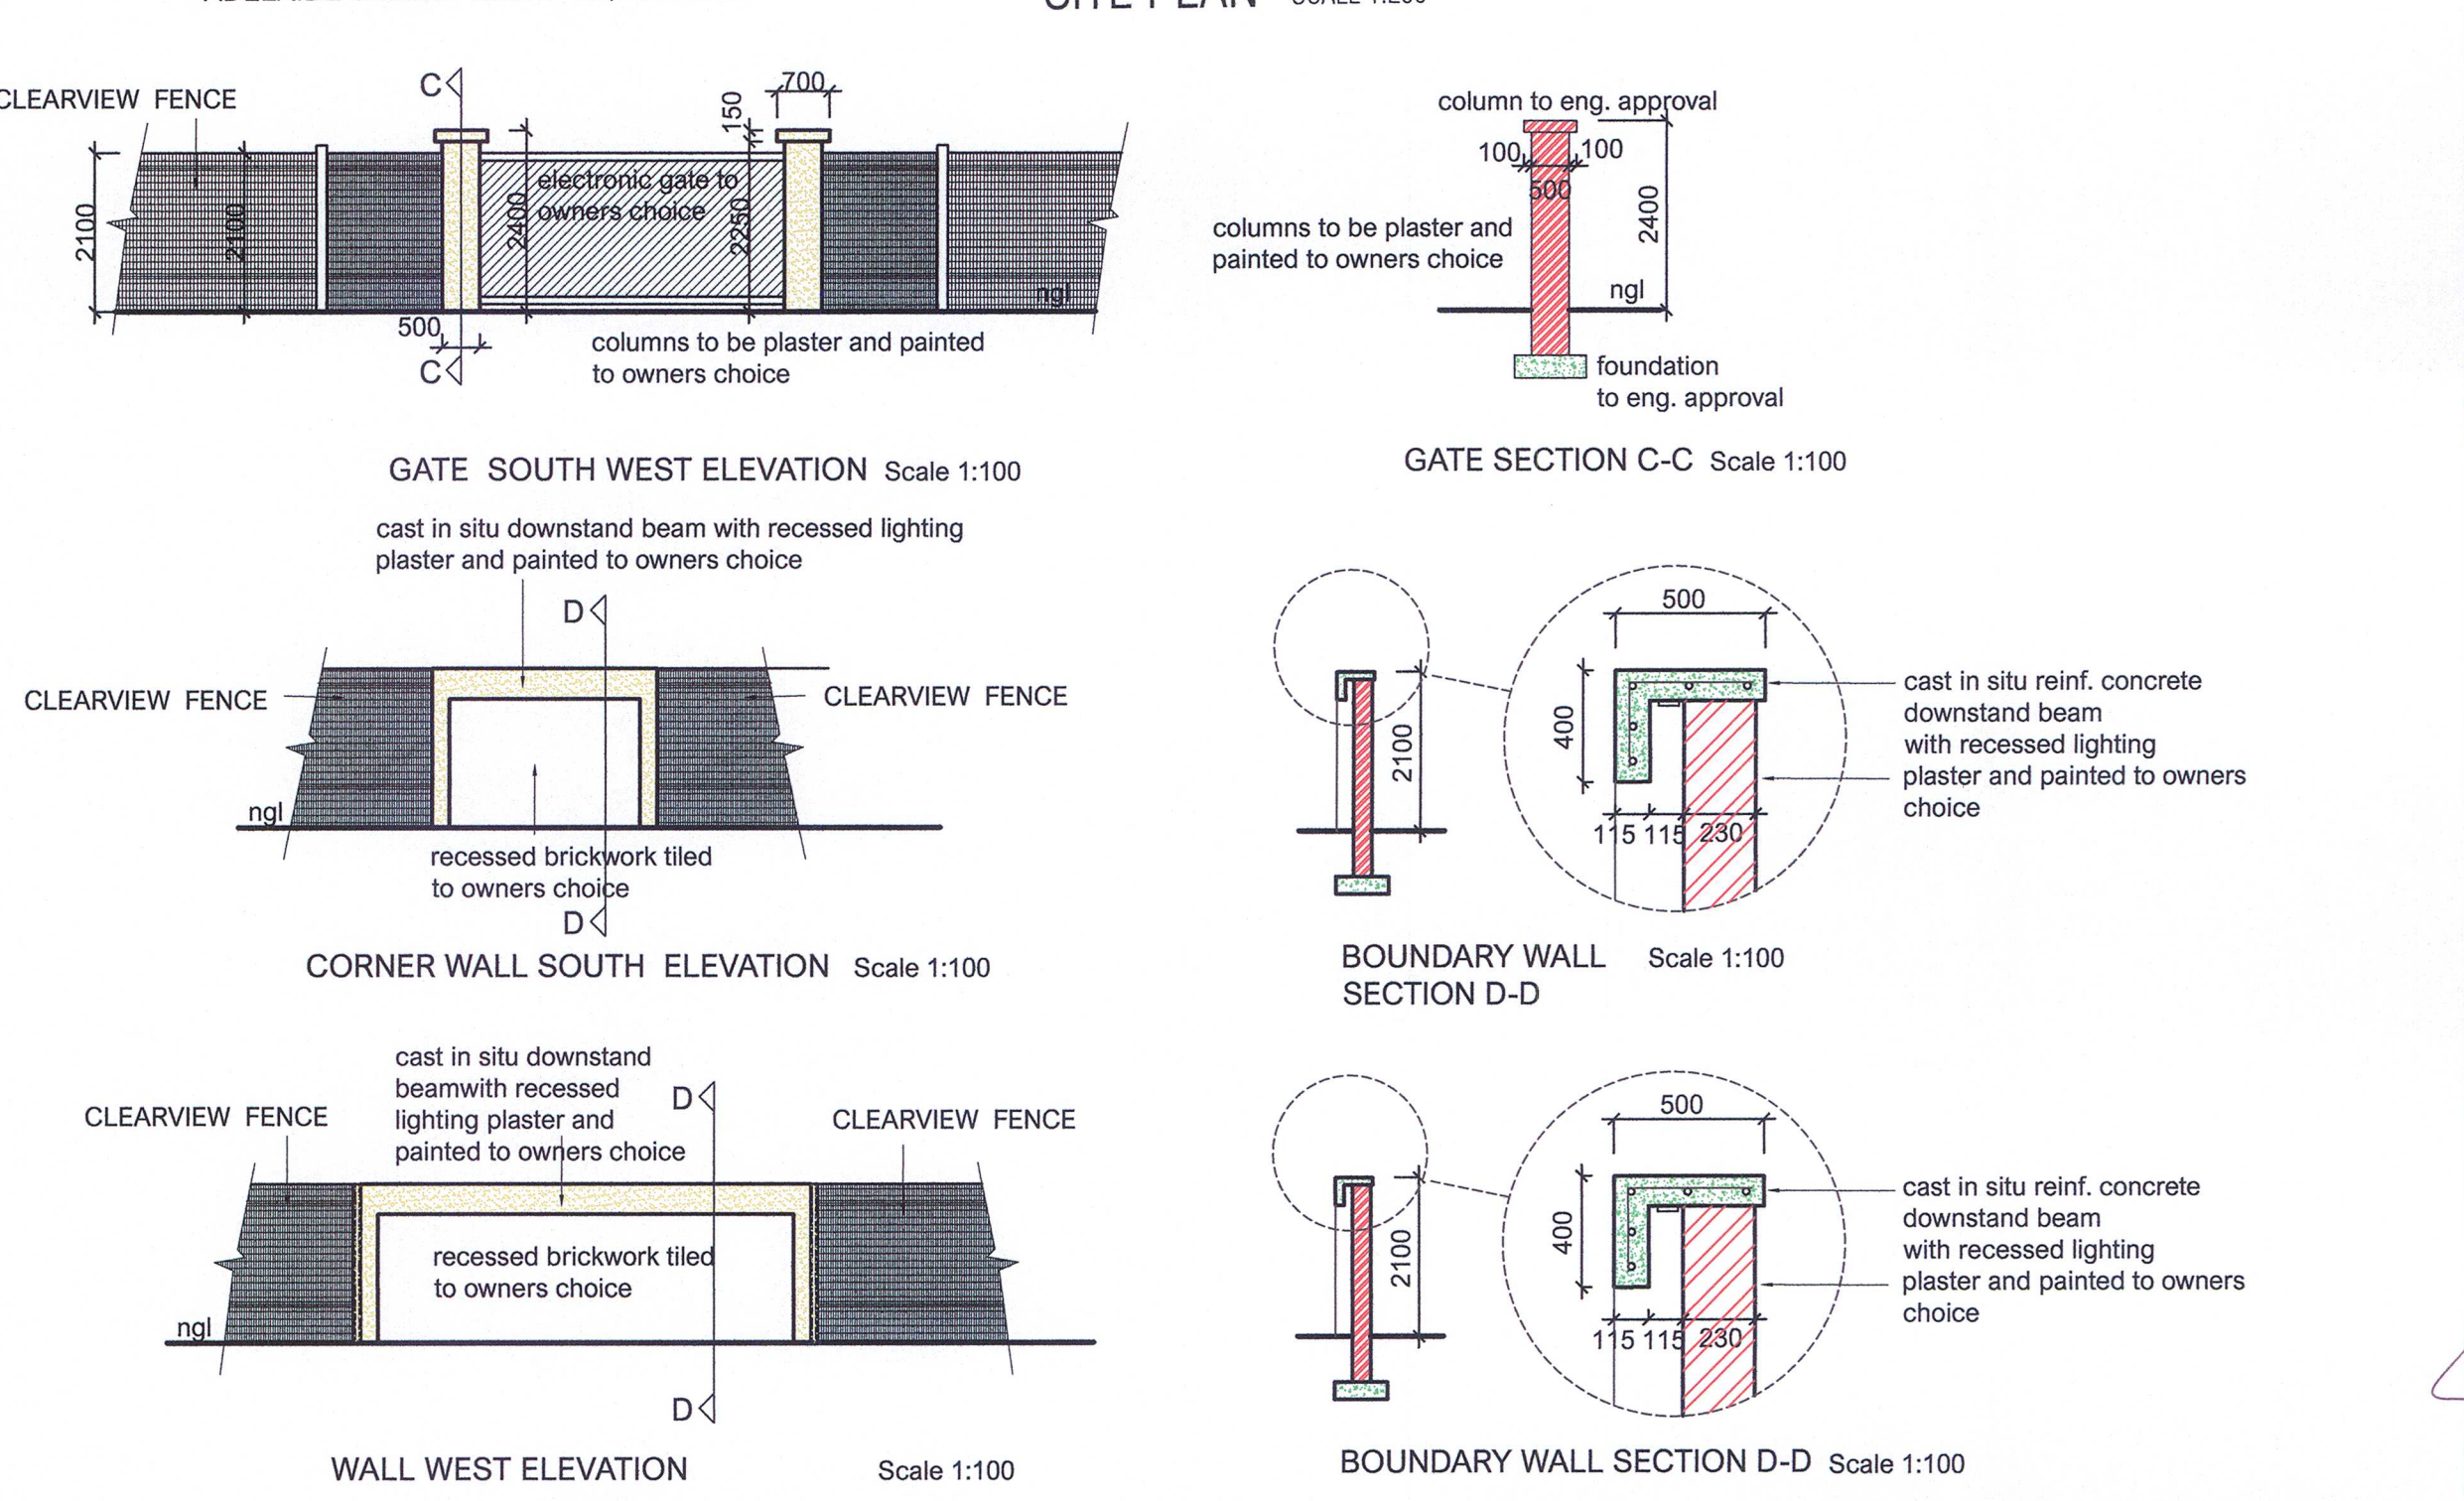 SITE PLAN
CLEARVIEW FENCE
C
700
150
2100
2100
electronic gate to
owners choice
2400
2250
ngl
500
columns to be plaster and painted
to owners choice
C
GATE SOUTH WEST ELEVATION Scale 1:100
column to eng. approval
100 100
500
2400
columns to be plaster and
painted to owners choice
ngl
foundation
to eng. approval
GATE SECTION C-C Scale 1:100
cast in situ downstand beam with recessed lighting
plaster and painted to owners choice
D
CLEARVIEW FENCE
CLEARVIEW FENCE
ngl
recessed brickwork tiled
to owners choice
D
CORNER WALL SOUTH ELEVATION Scale 1:100
2100
500
400
115 115 230
cast in situ reinf. concrete
downstand beam
with recessed lighting
plaster and painted to owners
choice
BOUNDARY WALL Scale 1:100
SECTION D-D
cast in situ downstand
beamwith recessed
lighting plaster and
painted to owners choice
D
CLEARVIEW FENCE
CLEARVIEW FENCE
recessed brickwork tiled
to owners choice
ngl
D
WALL WEST ELEVATION Scale 1:100
2100
500
400
115 115 230
cast in situ reinf. concrete
downstand beam
with recessed lighting
plaster and painted to owners
choice
BOUNDARY WALL SECTION D-D Scale 1:100